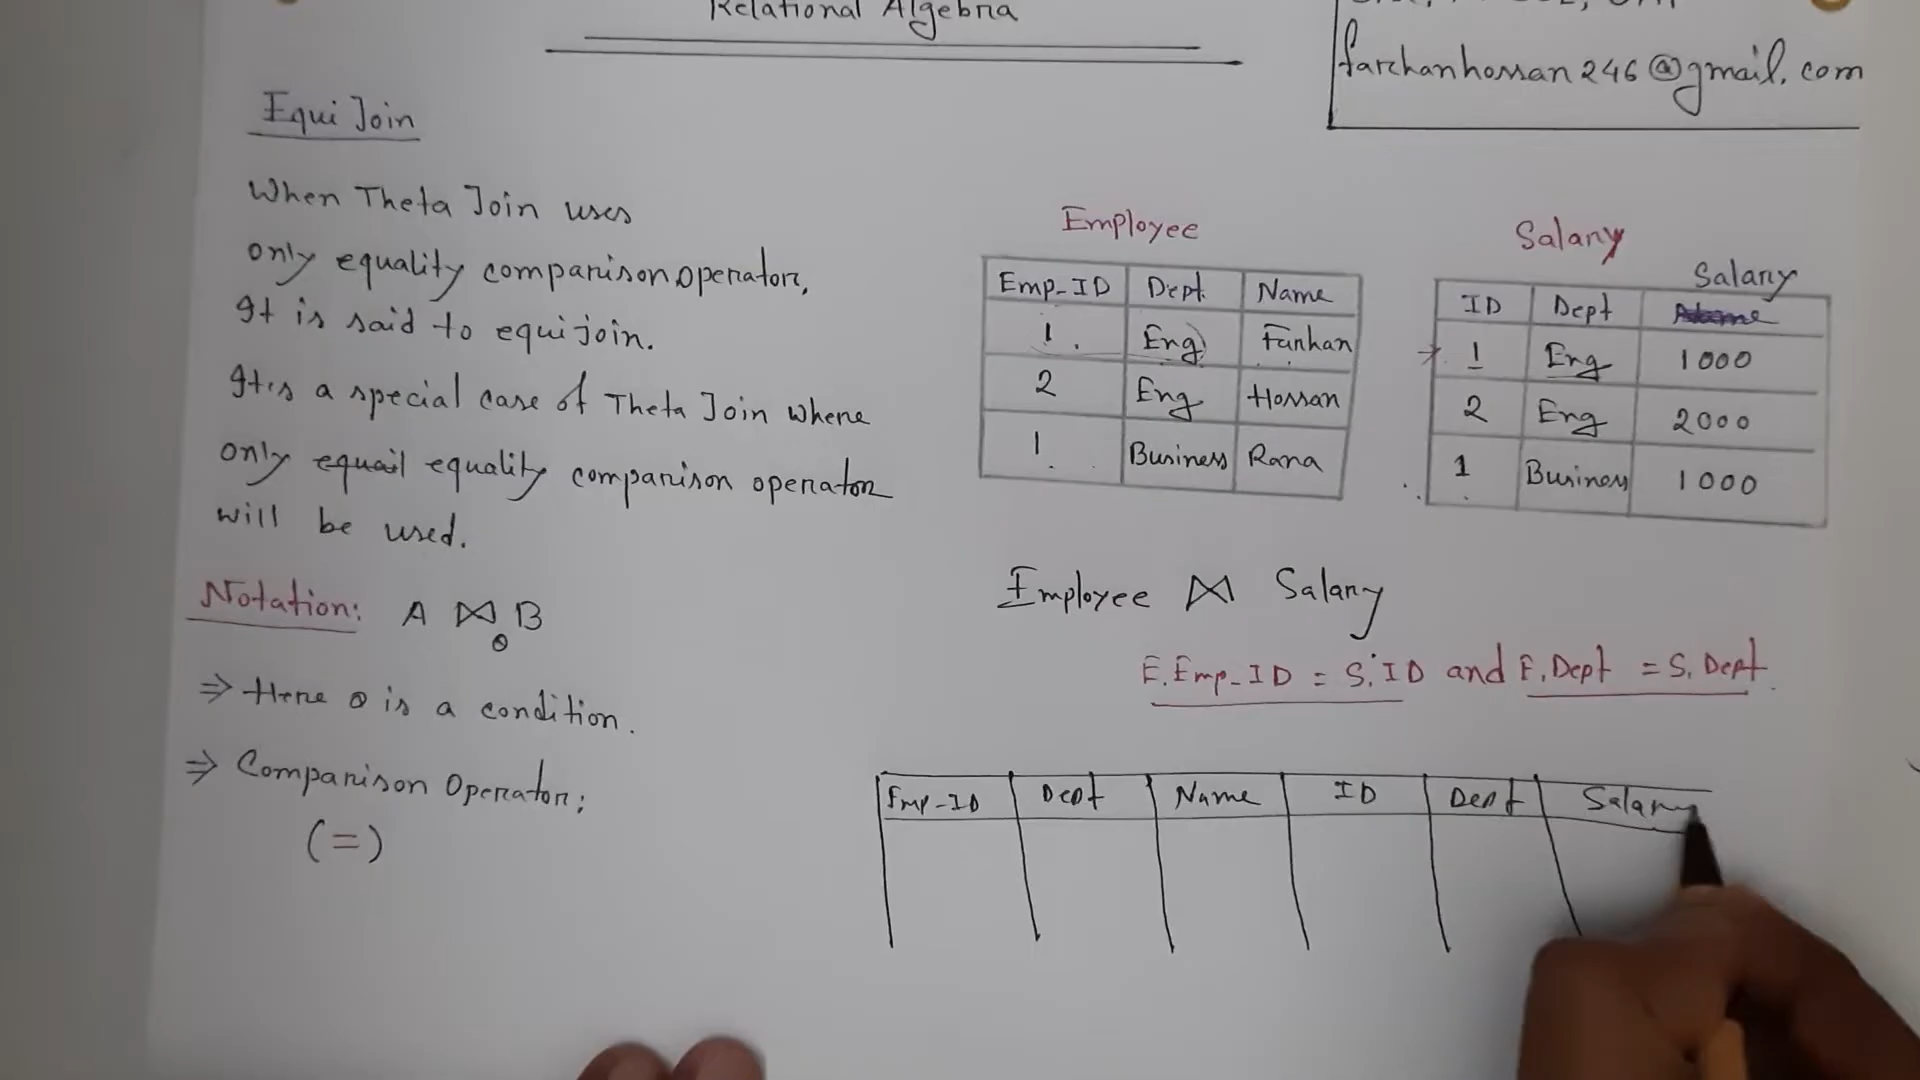 Relational Algebra
farhanhossan246@gmail.com
Equi Join
When Theta Join uses
only equality comparison operator,
It is said to equi join.
It is a special case of Theta Join where
only equail equality comparison operator
will be used.
Notation: A ⋈ B
θ
⇒ Here θ is a condition.
⇒ Comparison Operator:
(=)
Employee
Emp-ID Dept. Name
1 Eng Farhan
2 Eng Hossan
1 Business Rana
Salary
Salary
ID Dept
1 Eng 1000
2 Eng 2000
1 Business 1000
Employee ⋈ Salary
E.Emp-ID = S.ID and E.Dept = S.Dept.
Emp-ID Dept Name ID Dept Salary